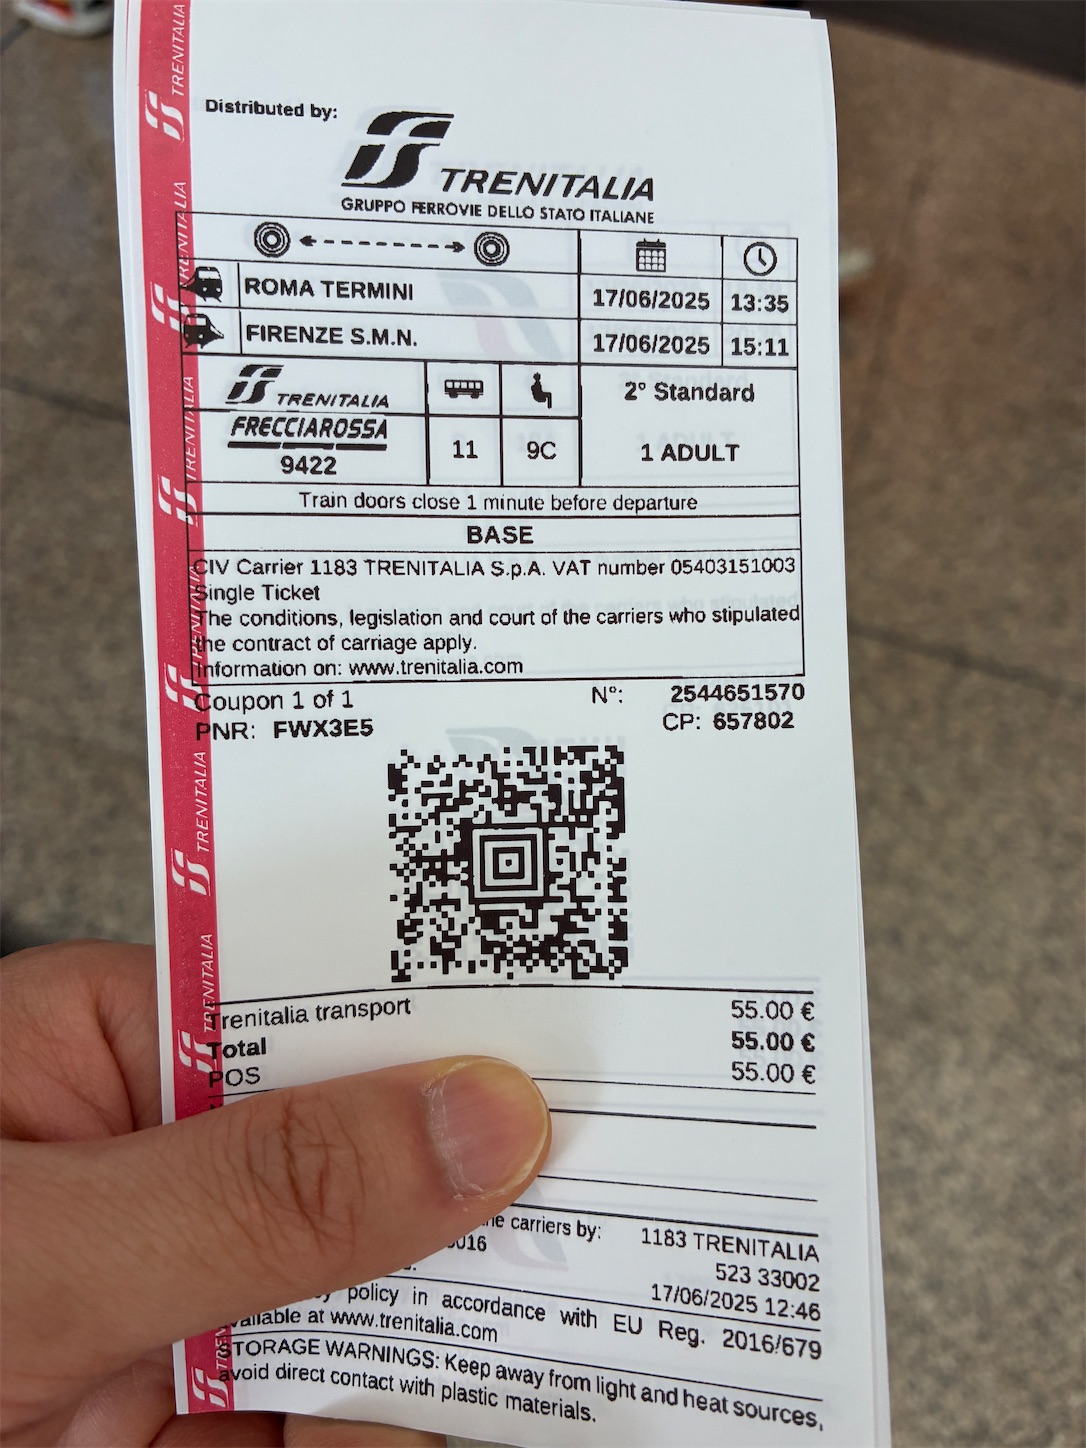 Distributed by:
TRENITALIA
GRUPPO FERROVIE DELLO STATO ITALIANE
ROMA TERMINI 17/06/2025 13:35
FIRENZE S.M.N. 17/06/2025 15:11
TRENITALIA 2° Standard
FRECCIAROSSA
9422 11 9C 1 ADULT
Train doors close 1 minute before departure
BASE
CIV Carrier 1183 TRENITALIA S.p.A. VAT number 05403151003
Single Ticket
The conditions, legislation and court of the carriers who stipulated
the contract of carriage apply.
Information on: www.trenitalia.com
Coupon 1 of 1 N°: 2544651570
PNR: FWX3E5 CP: 657802
Trenitalia transport 55.00 €
Total 55.00 €
POS 55.00 €
carriers by: 1183 TRENITALIA
523 33002
17/06/2025 12:46
policy in accordance with EU Reg. 2016/679
available at www.trenitalia.com
STORAGE WARNINGS: Keep away from light and heat sources,
avoid direct contact with plastic materials.
TRENITALIA
TRENITALIA
TRENITALIA
TRENITALIA
TRENITALIA
TRENITALIA